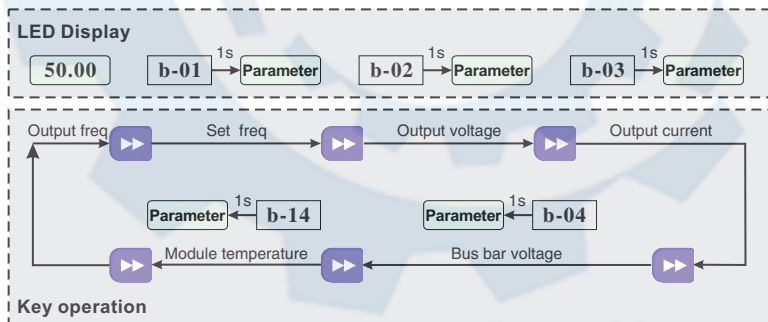 LED Display
50.00
b-01
1s
Parameter
b-02
1s
Parameter
b-03
1s
Parameter
Output freq
Set freq
Output voltage
Output current
Parameter
1s
b-14
Parameter
1s
b-04
Module temperature
Bus bar voltage
Key operation